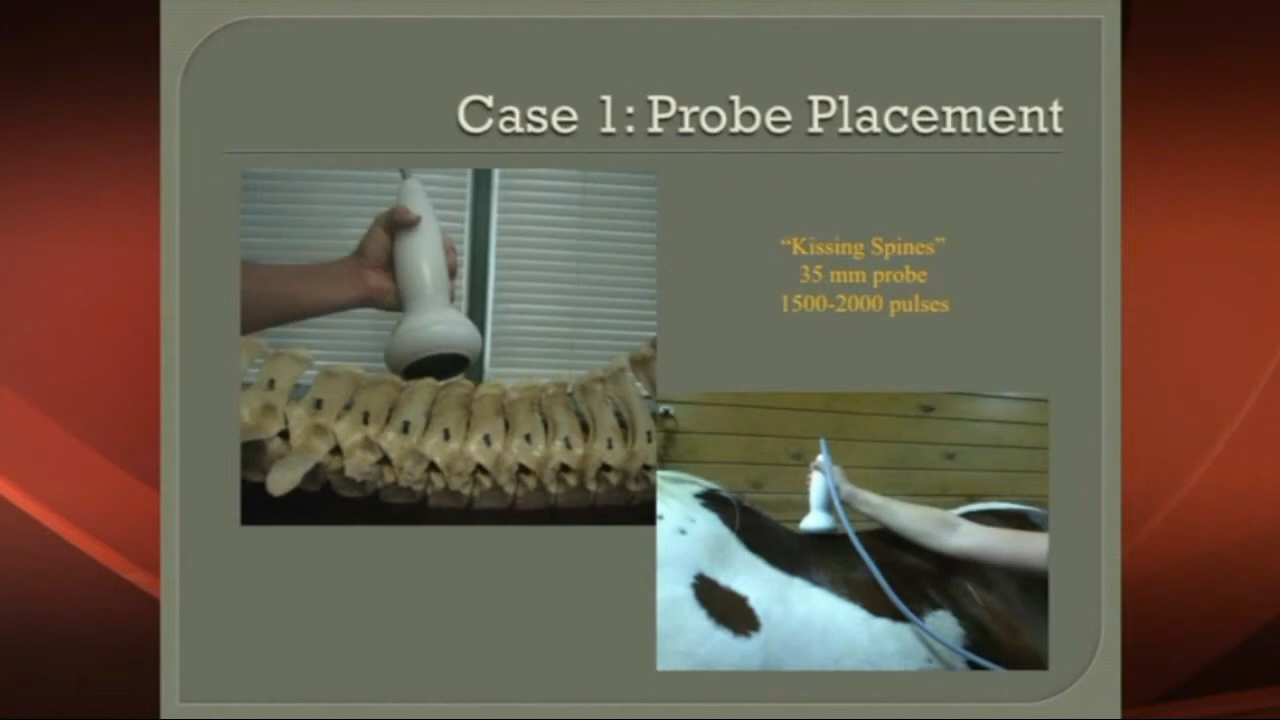 Case 1: Probe Placement
“Kissing Spines”
35 mm probe
1500-2000 pulses